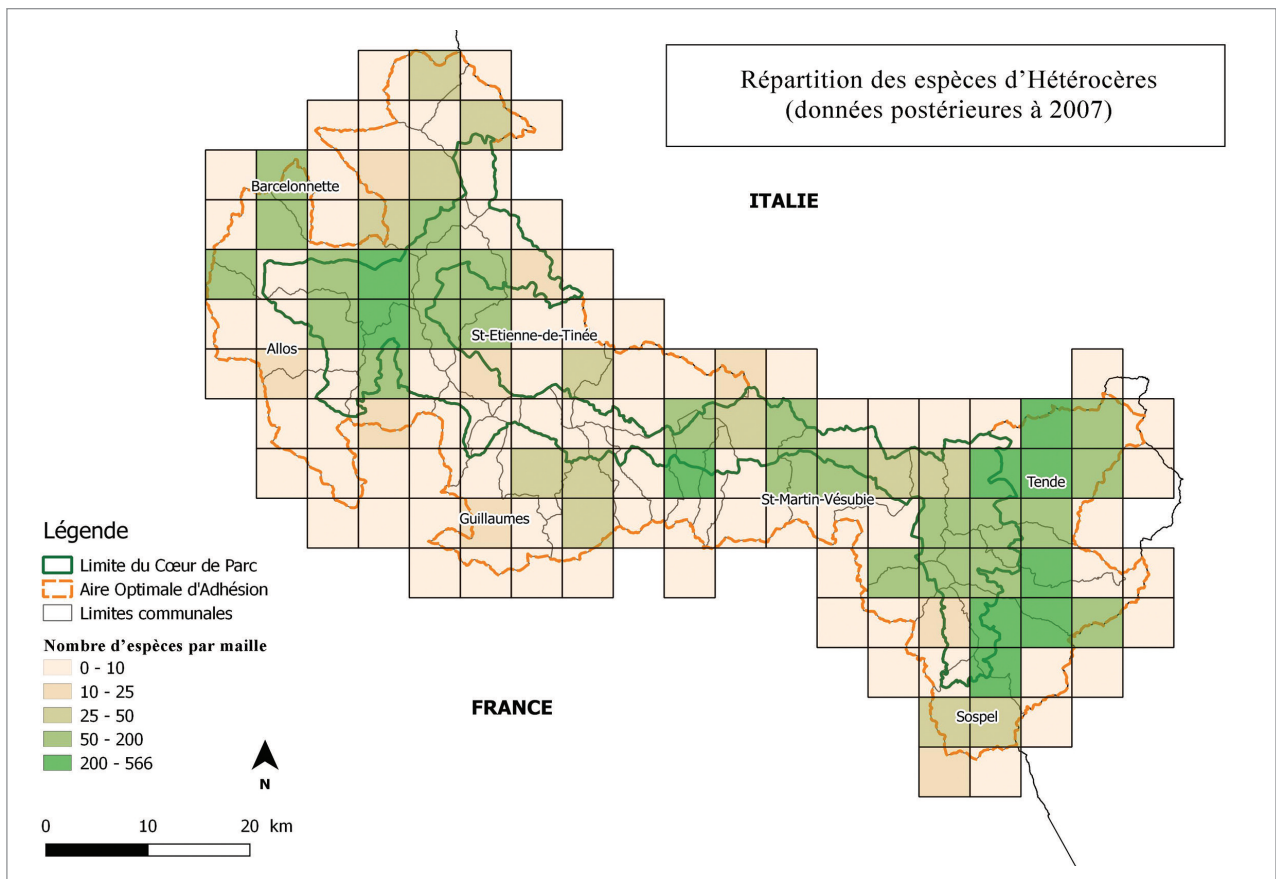 Répartition des espèces d'Hétérocères
(données postérieures à 2007)
Barcelonnette
ITALIE
St-Etienne-de-Tinée
Allos
Tende
St-Martin-Vésubie
Guillaumes
Légende
Limite du Cœur de Parc
Aire Optimale d'Adhésion
Limites communales
Nombre d'espèces par maille
0 - 10
10 - 25
25 - 50
50 - 200
200 - 566
FRANCE
Sospel
N
0 10 20 km